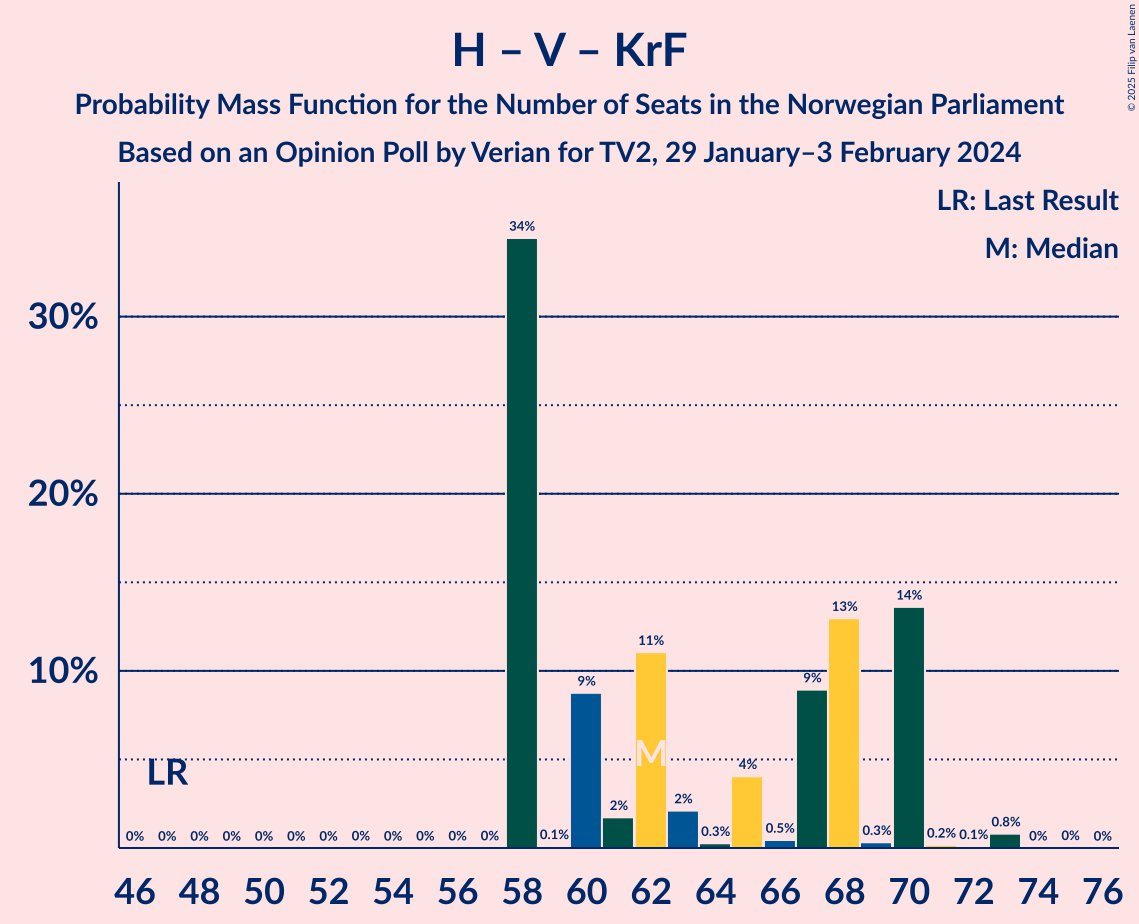 H – V – KrF
Probability Mass Function for the Number of Seats in the Norwegian Parliament
Based on an Opinion Poll by Verian for TV2, 29 January–3 February 2024
© 2025 Filip van Laenen
LR: Last Result
M: Median
30%
20%
10%
LR
M
0% 0% 0% 0% 0% 0% 0% 0% 0% 0% 0% 0% 34% 0.1% 9% 2% 11% 2% 0.3% 4% 0.5% 9% 13% 0.3% 14% 0.2% 0.1% 0.8% 0% 0% 0%
46 48 50 52 54 56 58 60 62 64 66 68 70 72 74 76